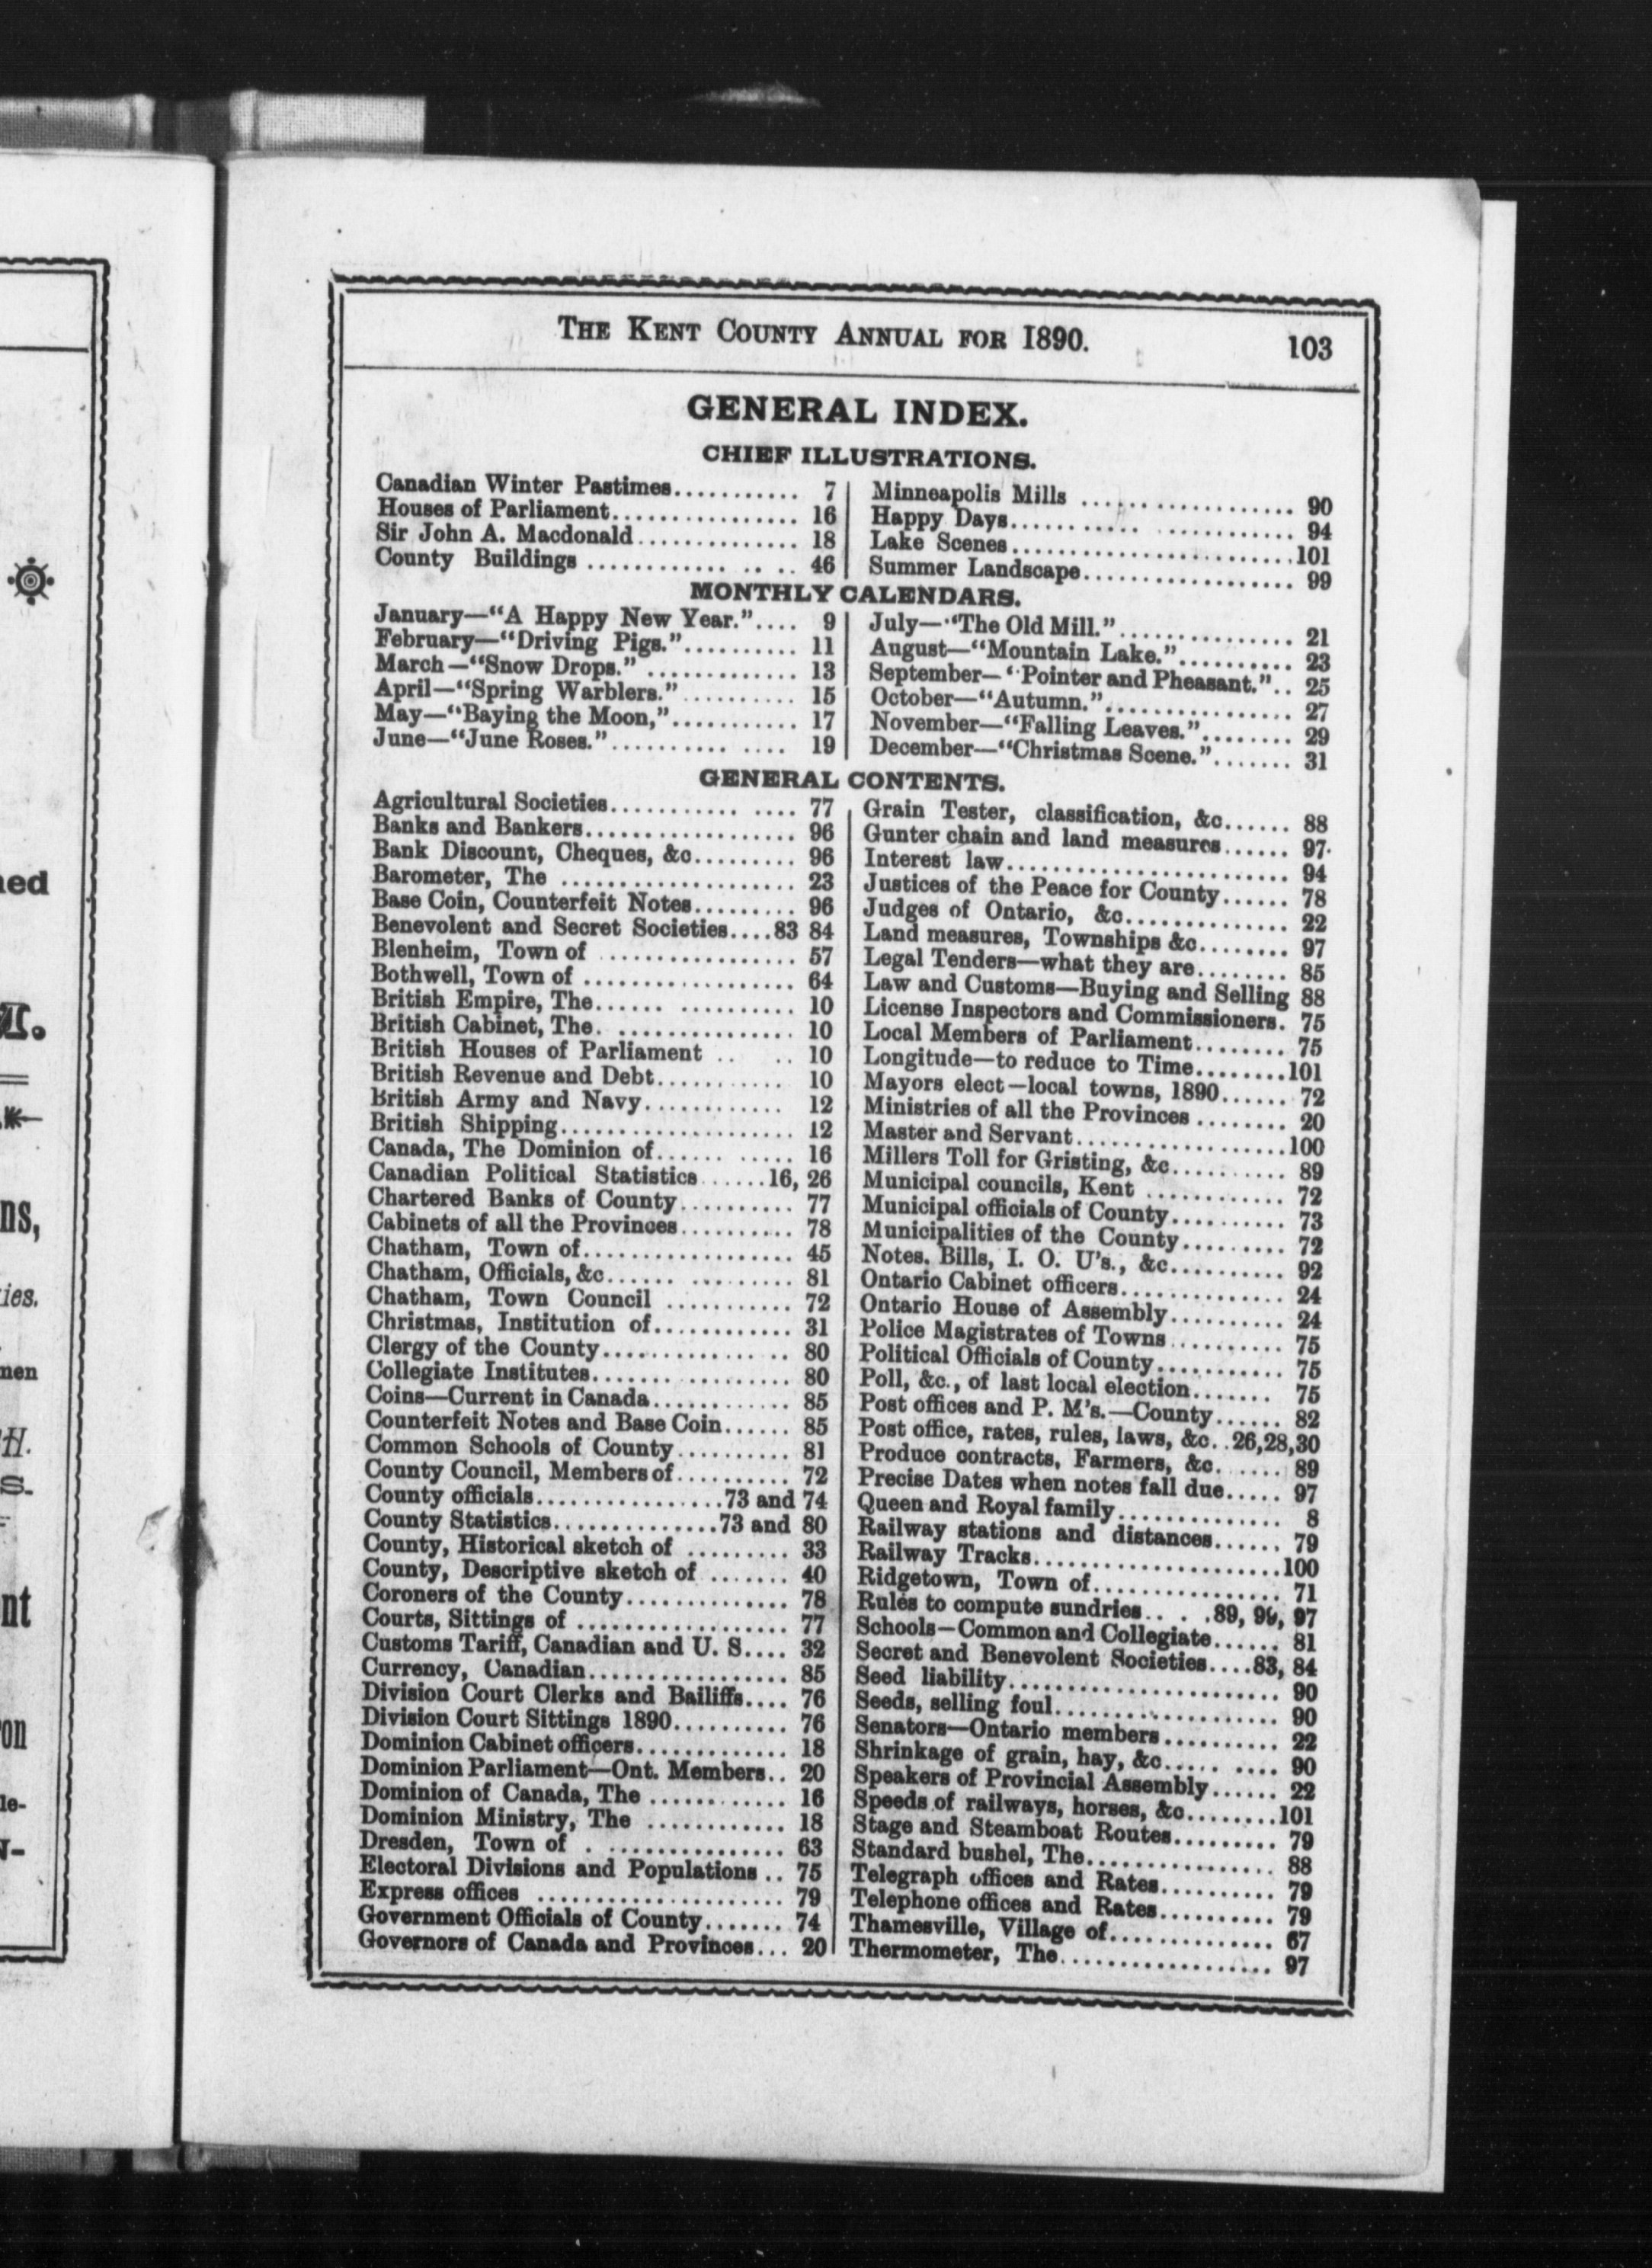 THE KENT COUNTY ANNUAL FOR 1890. 103
GENERAL INDEX.
CHIEF ILLUSTRATIONS.
Canadian Winter Pastimes........... 7
Houses of Parliament................ 16
Sir John A. Macdonald.............. 18
County Buildings ............ .. .. 46
Minneapolis Mills .................. 90
Happy Days........... ............ 94
Lake Scenes........................101
Summer Landscape.................. 99
MONTHLY CALENDARS.
January—"A Happy New Year.".... 9
February—"Driving Pigs.".......... 11
March—"Snow Drops." ............. 13
April—"Spring Warblers.".......... 15
May—"Baying the Moon,"........... 17
June—"June Roses.".......... .... 19
July—"The Old Mill."............... 21
August—"Mountain Lake.".......... 23
September—"Pointer and Pheasant.".. 25
October—"Autumn."................ 27
November—"Falling Leaves."........ 29
December—"Christmas Scene."....... 31
GENERAL CONTENTS.
Agricultural Societies........... .... 77
Banks and Bankers.................. 96
Bank Discount, Cheques, &c......... 96
Barometer, The .................... 23
Base Coin, Counterfeit Notes......... 96
Benevolent and Secret Societies....83 84
Blenheim, Town of ................. 57
Bothwell, Town of .................. 64
British Empire, The...... .......... 10
British Cabinet, The. ............... 10
British Houses of Parliament .. .. 10
British Revenue and Debt........... 10
British Army and Navy............ 12
British Shipping.................... 12
Canada, The Dominion of...... ..... 16
Canadian Political Statistics......16, 26
Chartered Banks of County.......... 77
Cabinets of all the Provinces.......... 78
Chatham, Town of.................. 45
Chatham, Officials, &c...... ......... 81
Chatham, Town Council ........... 72
Christmas, Institution of............ 31
Clergy of the County................ 80
Collegiate Institutes....... ......... 80
Coins—Current in Canada............ 85
Counterfeit Notes and Base Coin...... 85
Common Schools of County.......... 81
County Council, Members of.......... 72
County officials................73 and 74
County Statistics..............73 and 80
County, Historical sketch of ......... 33
County, Descriptive sketch of ....... 40
Coroners of the County.............. 78
Courts, Sittings of .................. 77
Customs Tariff, Canadian and U. S.... 32
Currency, Canadian................. 85
Division Court Clerks and Bailiffs.... 76
Division Court Sittings 1890.......... 76
Dominion Cabinet officers............. 18
Dominion Parliament—Ont. Members.. 20
Dominion of Canada, The ............ 16
Dominion Ministry, The ............ 18
Dresden, Town of . ............... 63
Electoral Divisions and Populations .. 75
Express offices ..................... 79
Government Officials of County....... 74
Governors of Canada and Provinces... 20
Grain Tester, classification, &c...... 88
Gunter chain and land measures...... 97
Interest law........................ 94
Justices of the Peace for County...... 78
Judges of Ontario, &c.............. 22
Land measures, Townships &c........ 97
Legal Tenders—what they are........ 85
Law and Customs—Buying and Selling 88
License Inspectors and Commissioners. 75
Local Members of Parliament........ 75
Longitude—to reduce to Time........101
Mayors elect—local towns, 1890...... 72
Ministries of all the Provinces ........ 20
Master and Servant..................100
Millers Toll for Gristing, &c.......... 89
Municipal councils, Kent ............ 72
Municipal officials of County.......... 73
Municipalities of the County......... 72
Notes, Bills, I. O. U's., &c.......... 92
Ontario Cabinet officers.............. 24
Ontario House of Assembly.......... 24
Police Magistrates of Towns.......... 75
Political Officials of County........... 75
Poll, &c., of last local election....... 75
Post offices and P. M's.—County...... 82
Post office, rates, rules, laws, &c..26,28,30
Produce contracts, Farmers, &c...... 89
Precise Dates when notes fall due..... 97
Queen and Royal family.............. 8
Railway stations and distances...... 79
Railway Tracks.....................100
Ridgetown, Town of................ 71
Rules to compute sundries.. . .89, 90, 97
Schools—Common and Collegiate...... 81
Secret and Benevolent Societies....83, 84
Seed liability....................... 90
Seeds, selling foul................... 90
Senators—Ontario members.......... 22
Shrinkage of grain, hay, &c..... .... 90
Speakers of Provincial Assembly...... 22
Speeds of railways, horses, &c........101
Stage and Steamboat Routes......... 79
Standard bushel, The................ 88
Telegraph offices and Rates.......... 79
Telephone offices and Rates.......... 79
Thamesville, Village of.............. 67
Thermometer, The.................. 97